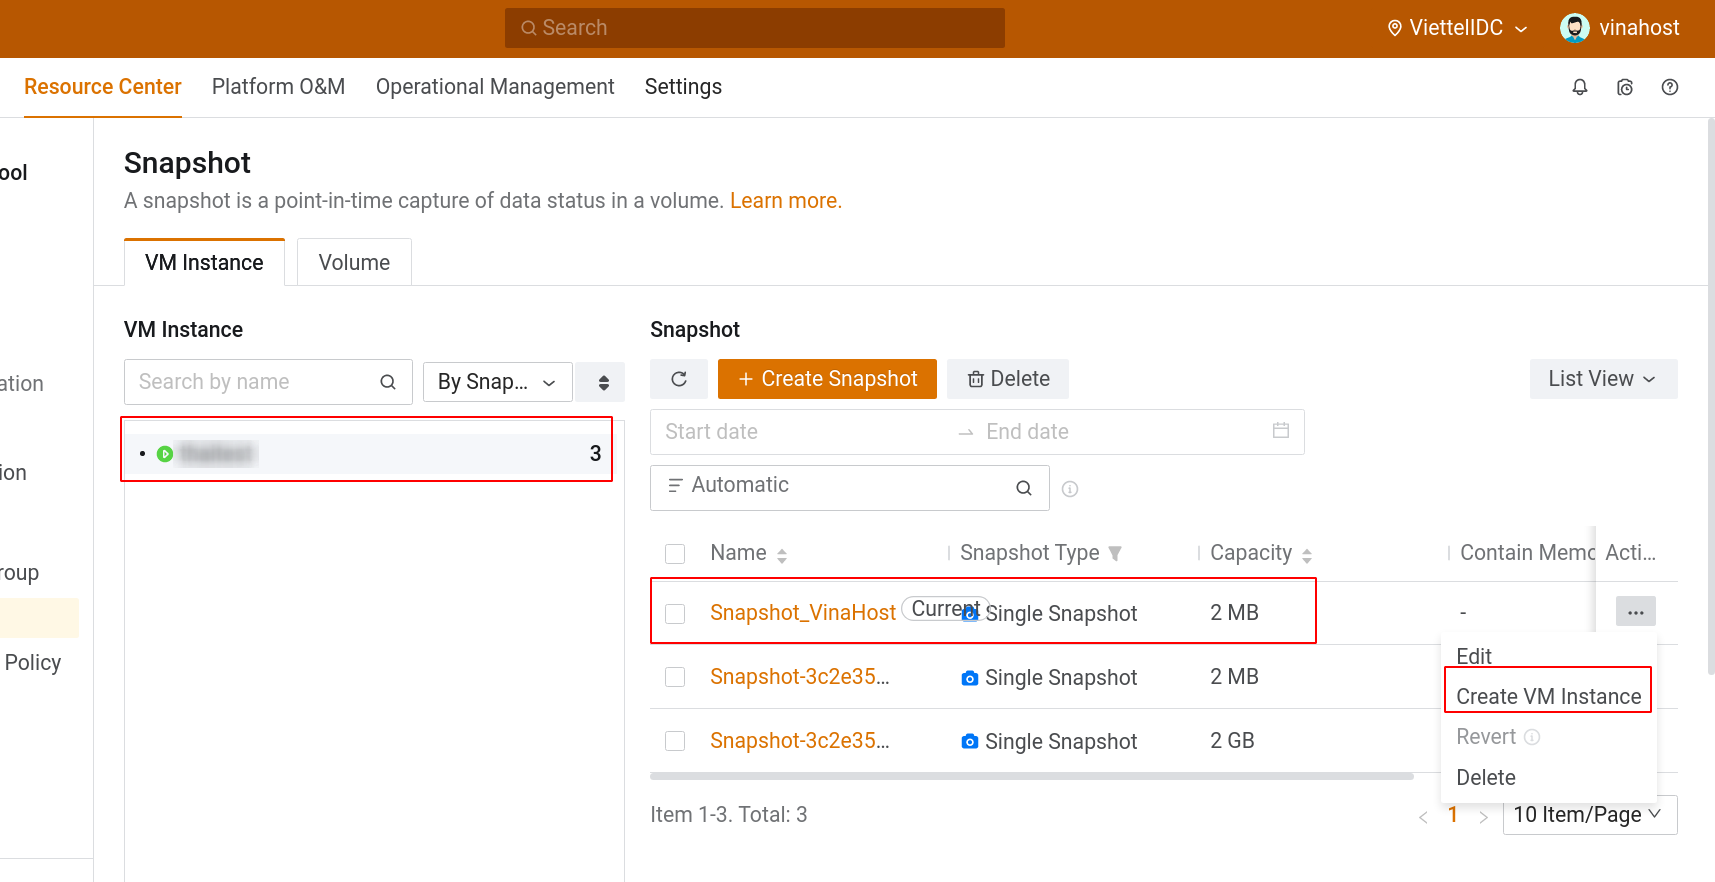 Search
ViettelIDC
vinahost
Resource Center
Platform O&M
Operational Management
Settings
ool
ation
ion
roup
Policy
Snapshot
A snapshot is a point-in-time capture of data status in a volume. Learn more.
VM Instance
Volume
VM Instance
Search by name
By Snap...
3
Snapshot
Create Snapshot
Delete
List View
Start date
End date
Automatic
Name
Snapshot Type
Capacity
Contain Memo
Acti...
Snapshot_VinaHost
Current
Single Snapshot
2 MB
-
Snapshot-3c2e35...
Single Snapshot
2 MB
Snapshot-3c2e35...
Single Snapshot
2 GB
Edit
Create VM Instance
Revert
Delete
Item 1-3. Total: 3
< 1 >
10 Item/Page